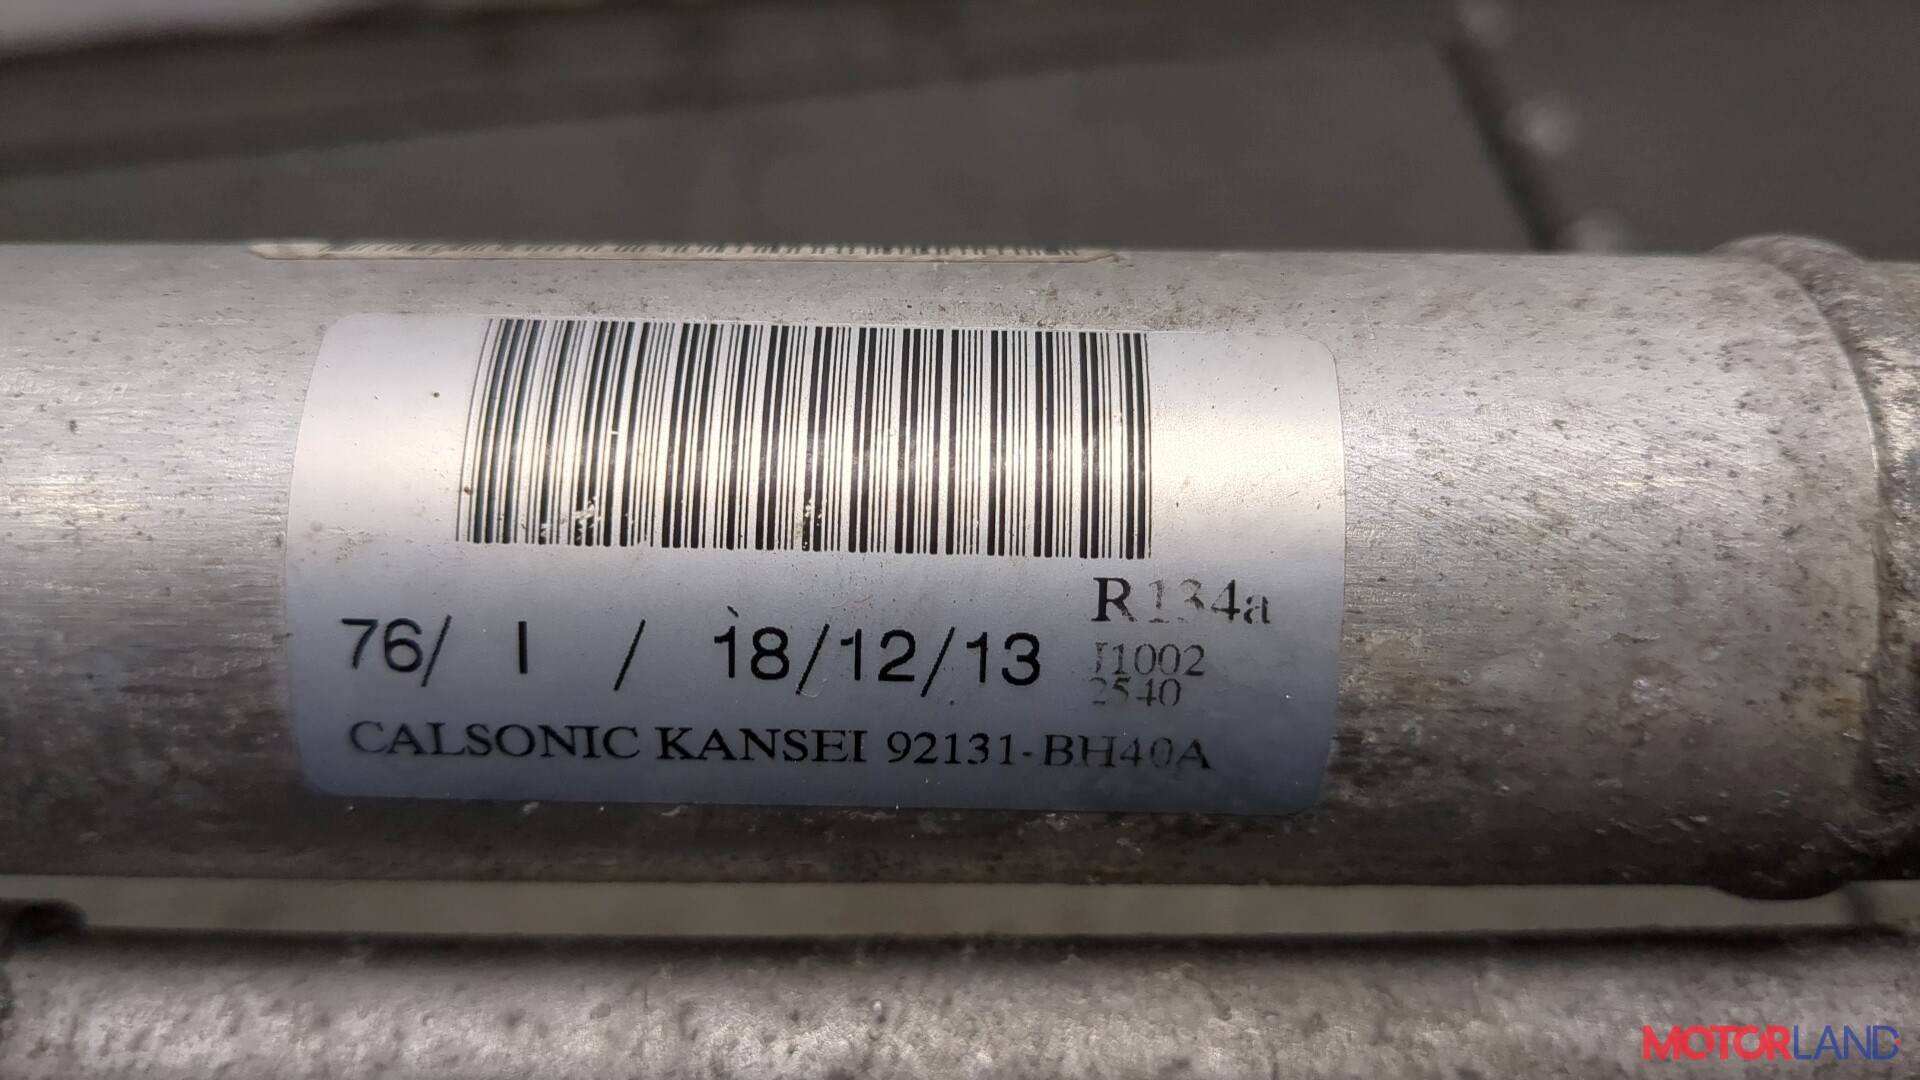 R134a
76/ I / 18/12/13
J1002
2540
CALSONIC KANSEI 92131-BH40A
MOTORLAND